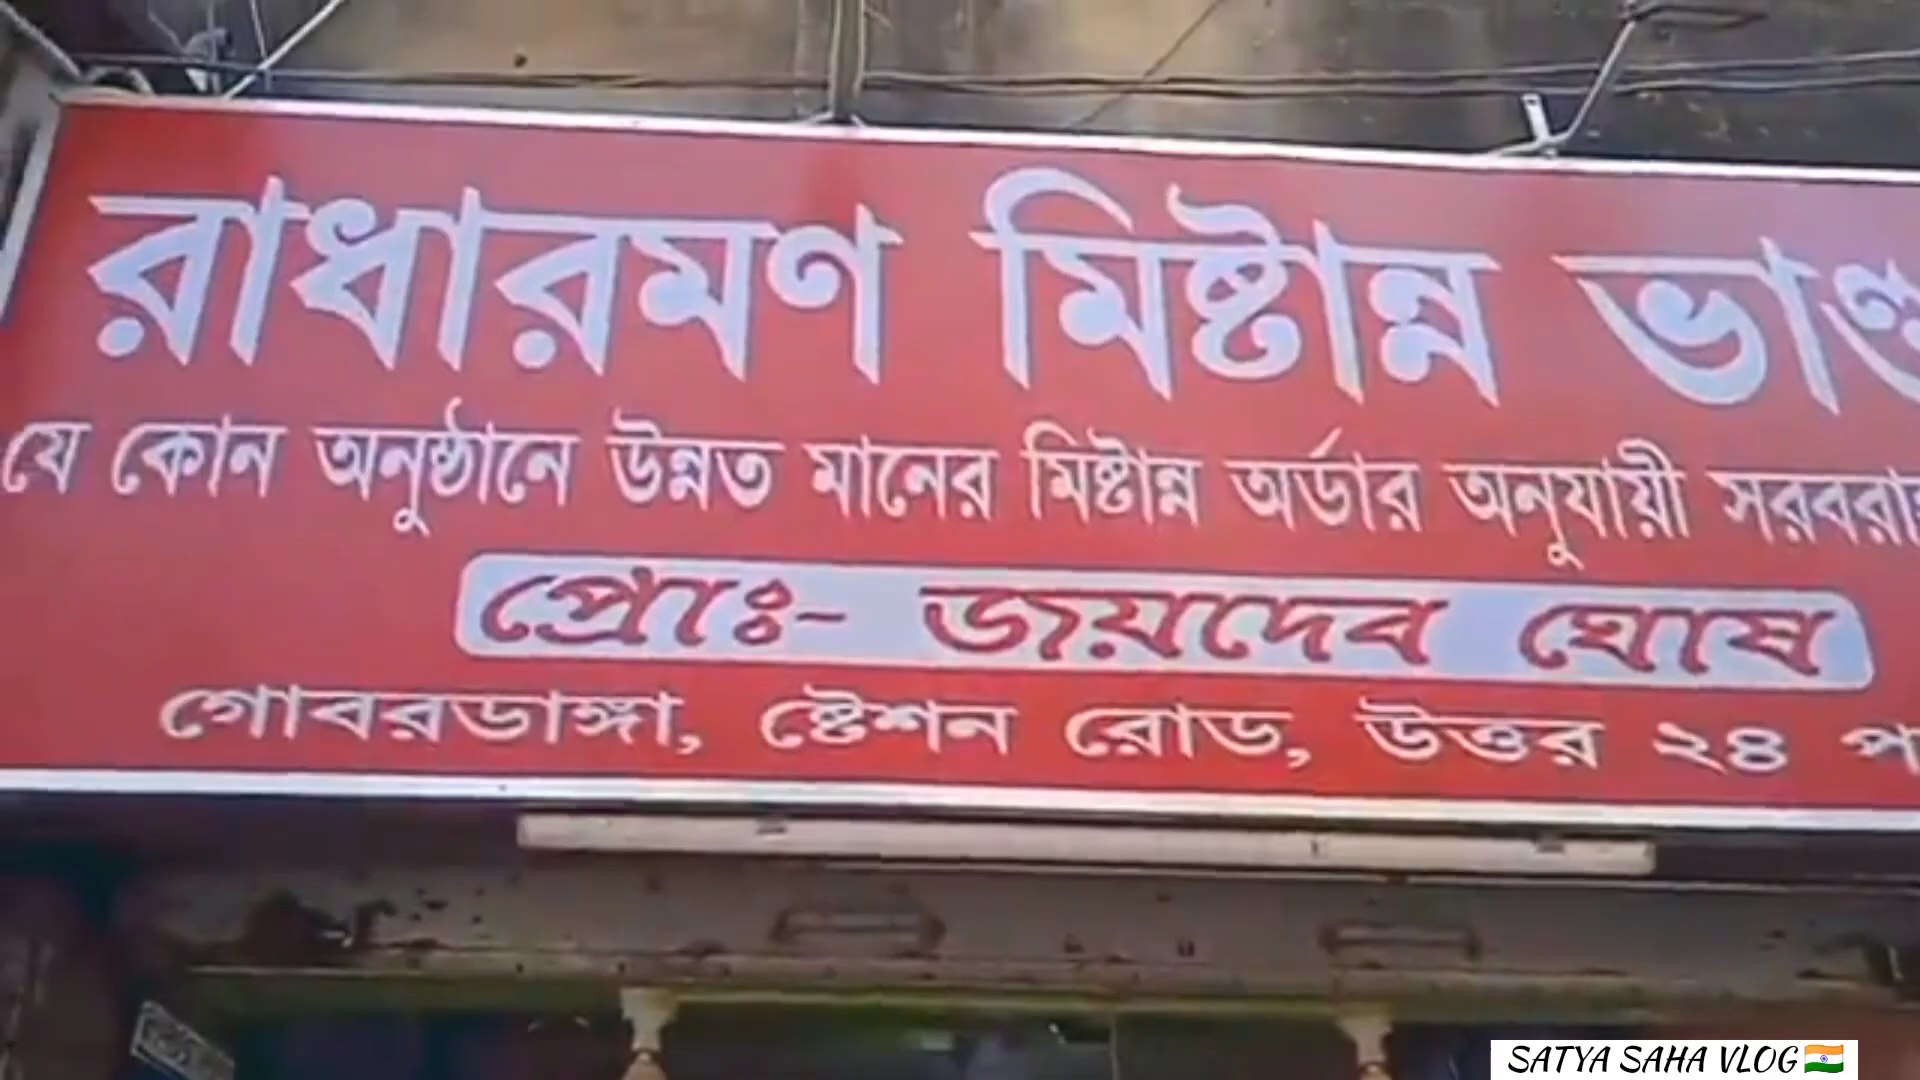 রাধারমণ মিষ্টান্ন
যে কোন অনুষ্ঠানে উন্নত মানের মিষ্টান্ন অর্ডার অনুযায়ী
প্রোঃ- জয়দেব ঘোষ
গোবরডাঙ্গা, ষ্টেশন রোড, উত্তর ২৪
SATYA SAHA VLOG🇮🇳